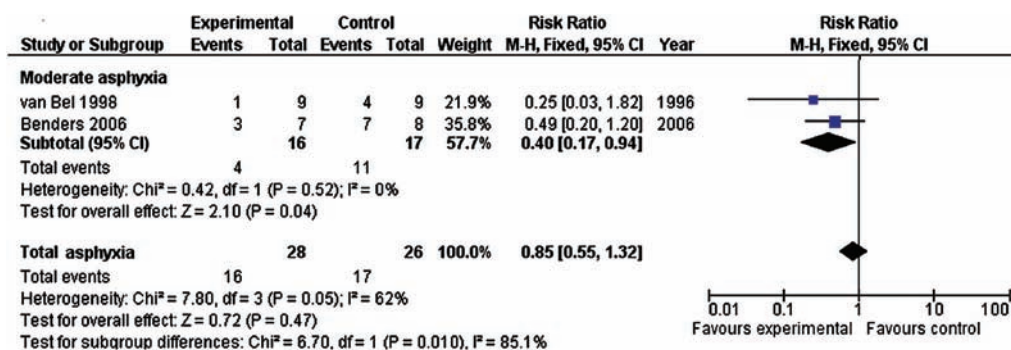 Experimental Control Risk Ratio Risk Ratio
Study or Subgroup Events Total Events Total Weight M-H, Fixed, 95% CI Year M-H, Fixed, 95% CI
Moderate asphyxia
van Bel 1998 1 9 4 9 21.9% 0.25 [0.03, 1.82] 1996
Benders 2006 3 7 7 8 35.8% 0.49 [0.20, 1.20] 2006
Subtotal (95% CI) 16 17 57.7% 0.40 [0.17, 0.94]
Total events 4 11
Heterogeneity: Chi² = 0.42, df = 1 (P = 0.52); I² = 0%
Test for overall effect: Z = 2.10 (P = 0.04)
Total asphyxia 28 26 100.0% 0.85 [0.55, 1.32]
Total events 16 17
Heterogeneity: Chi² = 7.80, df = 3 (P = 0.05); I² = 62%
Test for overall effect: Z = 0.72 (P = 0.47)
Test for subgroup differences: Chi² = 6.70, df = 1 (P = 0.010), I² = 85.1%
0.01 0.1 1 10 100
Favours experimental Favours control